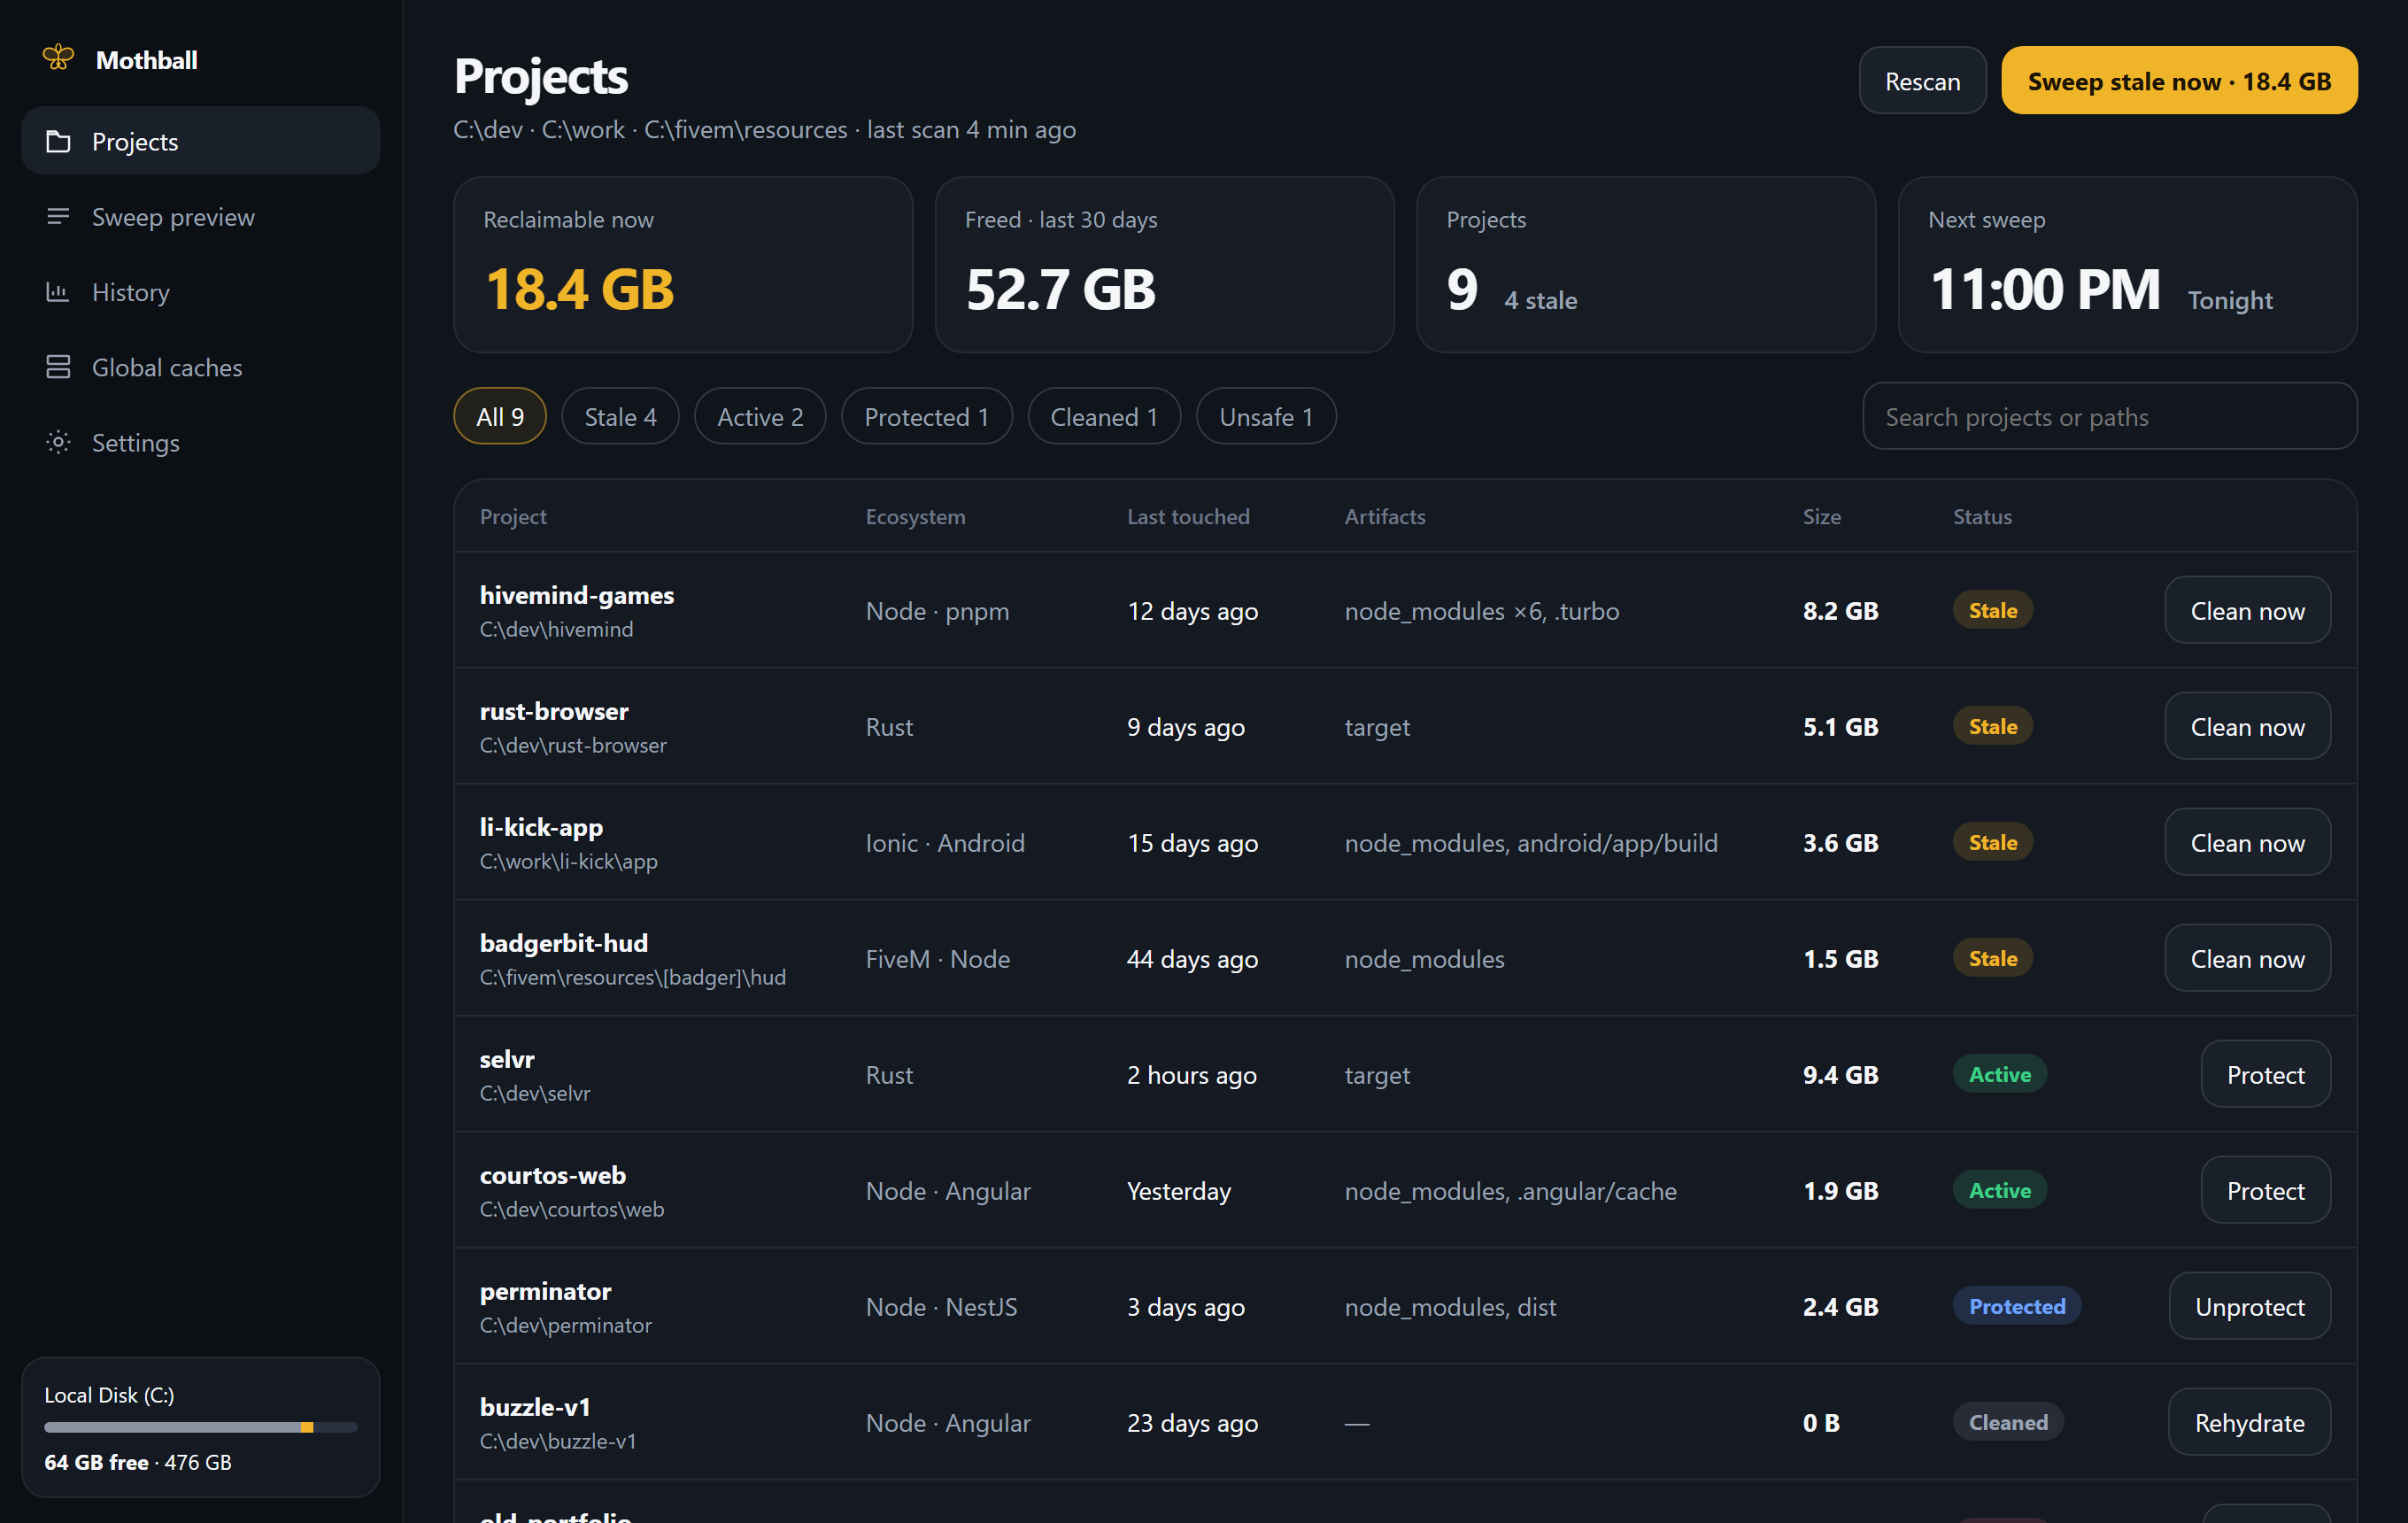 Mothball
Projects
Sweep preview
History
Global caches
Settings
Local Disk (C:)
64 GB free · 476 GB
Projects
C:\dev · C:\work · C:\fivem\resources · last scan 4 min ago
Rescan
Sweep stale now · 18.4 GB
Reclaimable now
18.4 GB
Freed · last 30 days
52.7 GB
Projects
9 4 stale
Next sweep
11:00 PM Tonight
All 9 Stale 4 Active 2 Protected 1 Cleaned 1 Unsafe 1
Search projects or paths
Project Ecosystem Last touched Artifacts Size Status
hivemind-games
C:\dev\hivemind
Node · pnpm 12 days ago node_modules ×6, .turbo 8.2 GB Stale Clean now
rust-browser
C:\dev\rust-browser
Rust 9 days ago target 5.1 GB Stale Clean now
li-kick-app
C:\work\li-kick\app
Ionic · Android 15 days ago node_modules, android/app/build 3.6 GB Stale Clean now
badgerbit-hud
C:\fivem\resources\[badger]\hud
FiveM · Node 44 days ago node_modules 1.5 GB Stale Clean now
selvr
C:\dev\selvr
Rust 2 hours ago target 9.4 GB Active Protect
courtos-web
C:\dev\courtos\web
Node · Angular Yesterday node_modules, .angular/cache 1.9 GB Active Protect
perminator
C:\dev\perminator
Node · NestJS 3 days ago node_modules, dist 2.4 GB Protected Unprotect
buzzle-v1
C:\dev\buzzle-v1
Node · Angular 23 days ago — 0 B Cleaned Rehydrate
old-portfolio